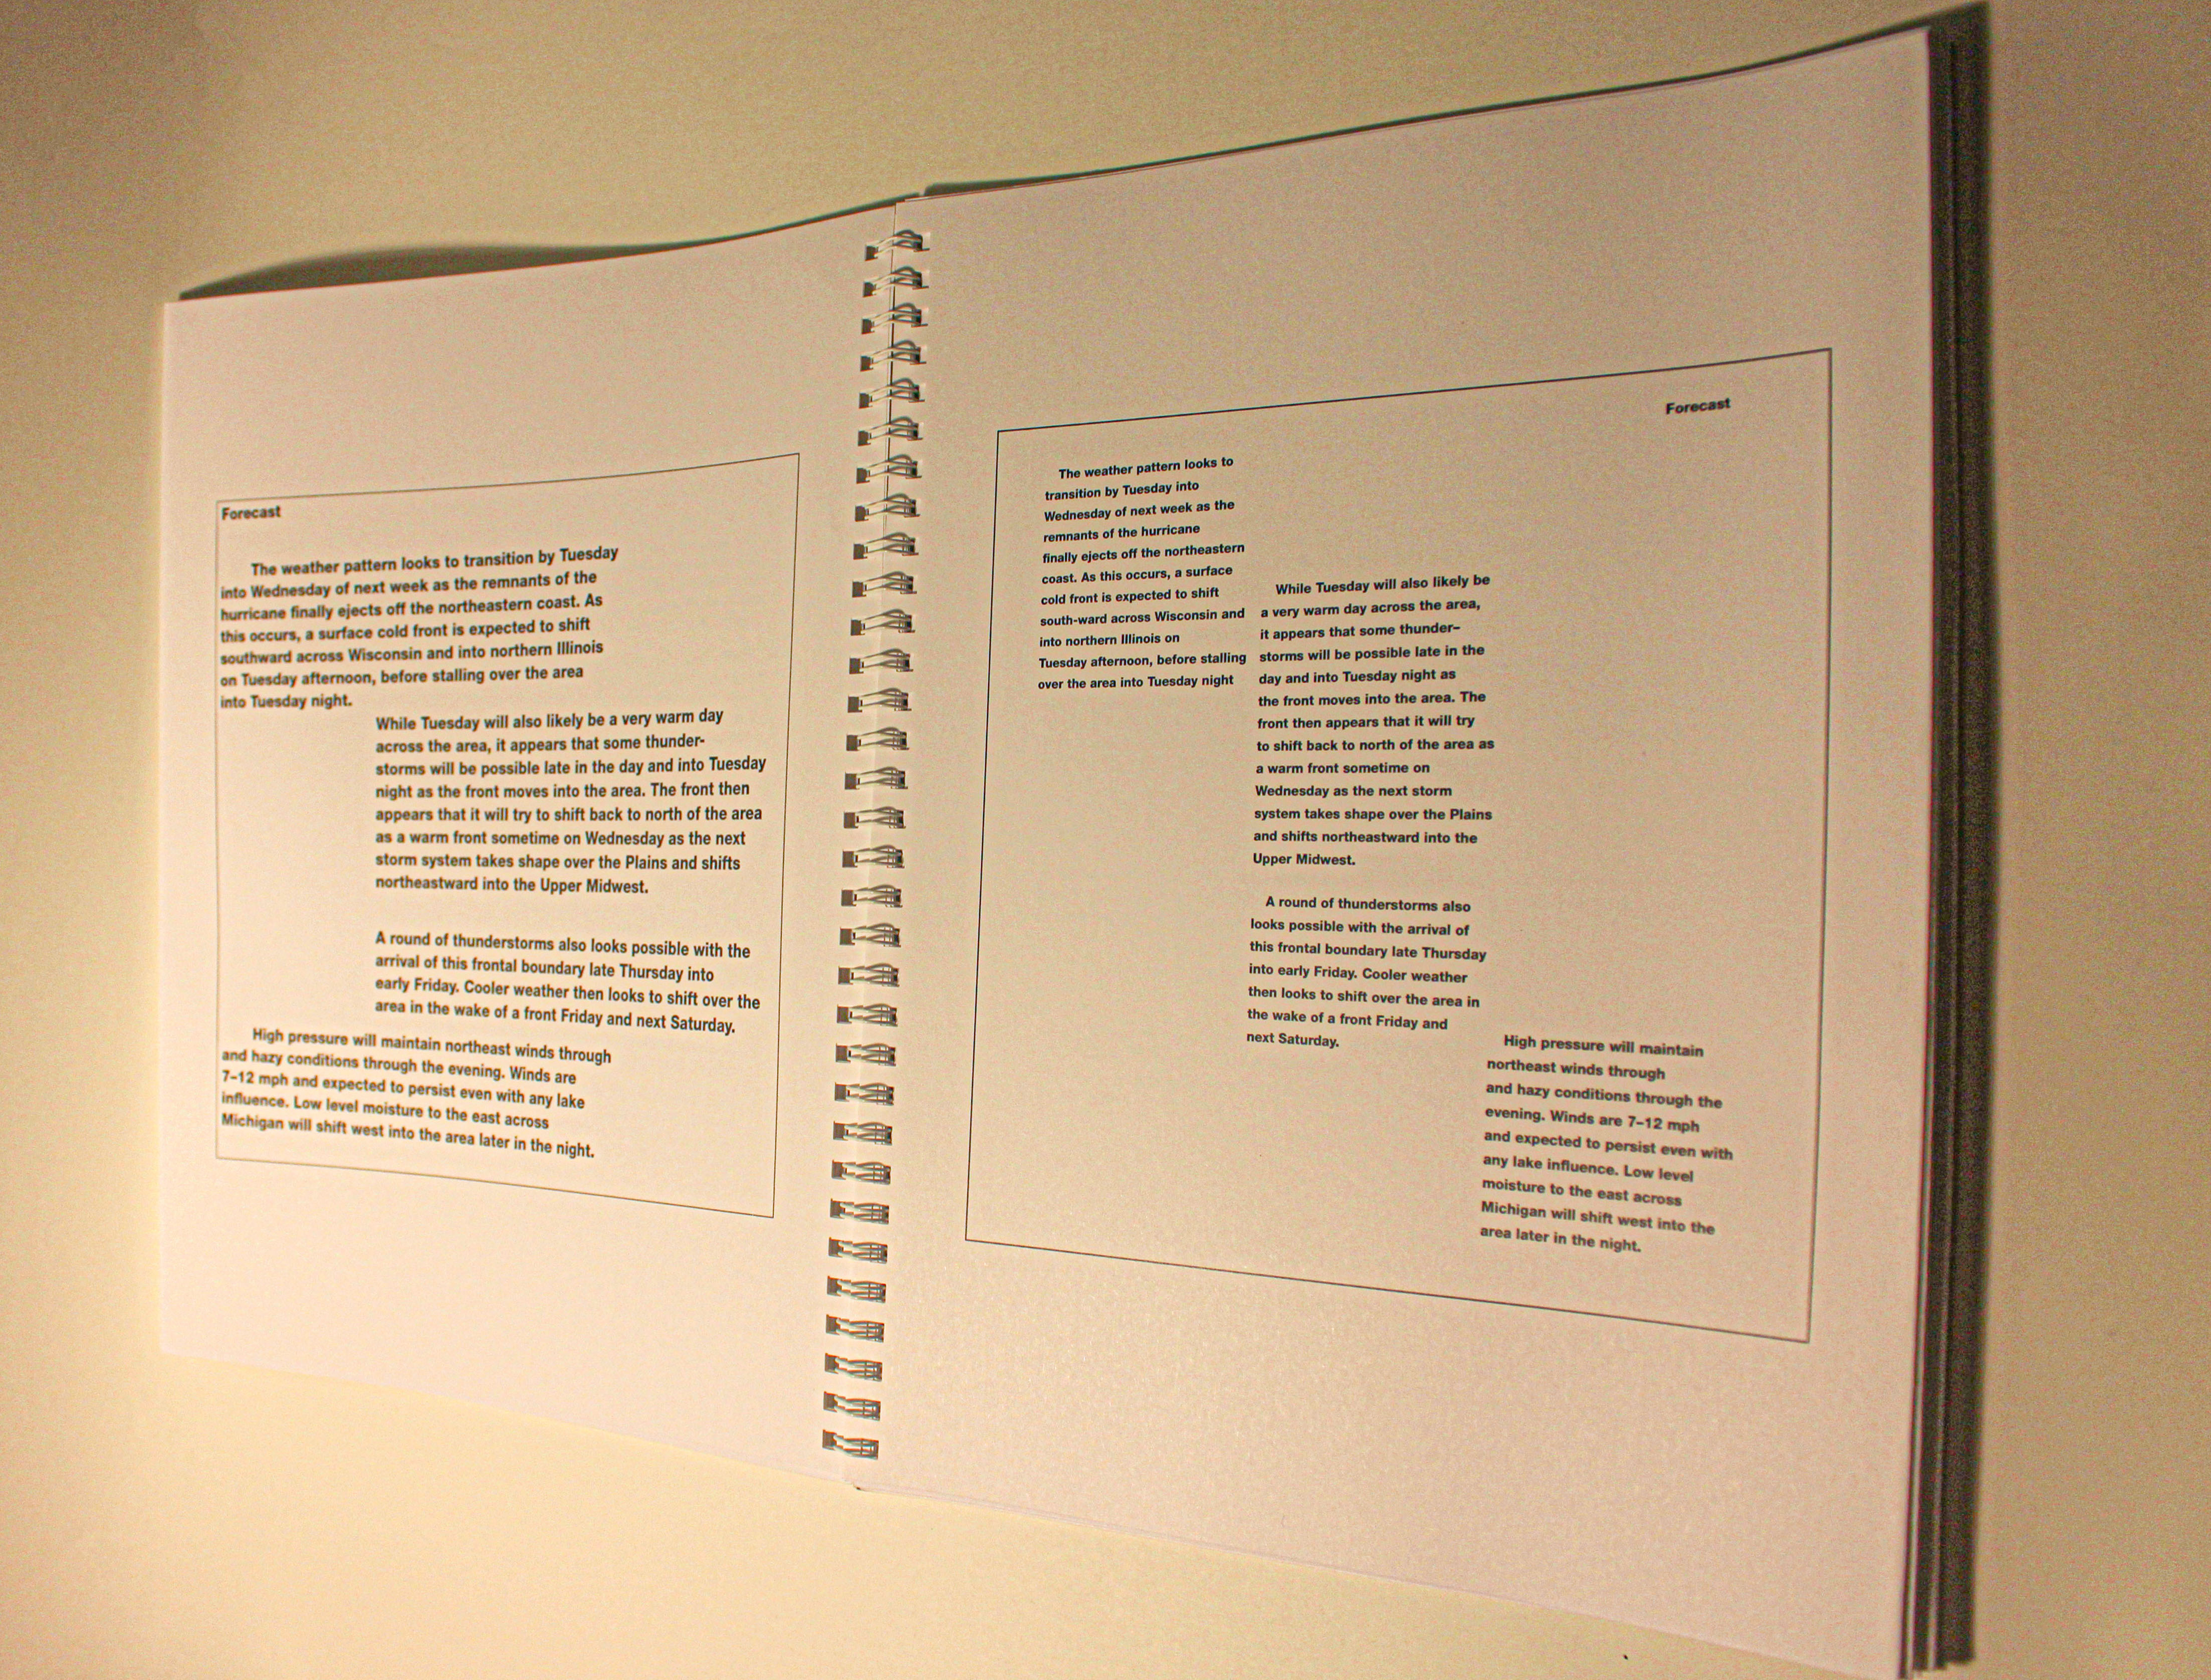 Forecast
The weather pattern looks to transition by Tuesday
into Wednesday of next week as the remnants of the
hurricane finally ejects off the northeastern coast. As
this occurs, a surface cold front is expected to shift
southward across Wisconsin and into northern Illinois
on Tuesday afternoon, before stalling over the area
into Tuesday night.
While Tuesday will also likely be a very warm day
across the area, it appears that some thunder-
storms will be possible late in the day and into Tuesday
night as the front moves into the area. The front then
appears that it will try to shift back to north of the area
as a warm front sometime on Wednesday as the next
storm system takes shape over the Plains and shifts
northeastward into the Upper Midwest.
A round of thunderstorms also looks possible with the
arrival of this frontal boundary late Thursday into
early Friday. Cooler weather then looks to shift over the
area in the wake of a front Friday and next Saturday.
High pressure will maintain northeast winds through
and hazy conditions through the evening. Winds are
7–12 mph and expected to persist even with any lake
influence. Low level moisture to the east across
Michigan will shift west into the area later in the night.
Forecast
The weather pattern looks to
transition by Tuesday into
Wednesday of next week as the
remnants of the hurricane
finally ejects off the northeastern
coast. As this occurs, a surface
cold front is expected to shift
south-ward across Wisconsin and
into northern Illinois on
Tuesday afternoon, before stalling
over the area into Tuesday night
While Tuesday will also likely be
a very warm day across the area,
it appears that some thunder–
storms will be possible late in the
day and into Tuesday night as
the front moves into the area. The
front then appears that it will try
to shift back to north of the area as
a warm front sometime on
Wednesday as the next storm
system takes shape over the Plains
and shifts northeastward into the
Upper Midwest.
A round of thunderstorms also
looks possible with the arrival of
this frontal boundary late Thursday
into early Friday. Cooler weather
then looks to shift over the area in
the wake of a front Friday and
next Saturday.
High pressure will maintain
northeast winds through
and hazy conditions through the
evening. Winds are 7–12 mph
and expected to persist even with
any lake influence. Low level
moisture to the east across
Michigan will shift west into the
area later in the night.